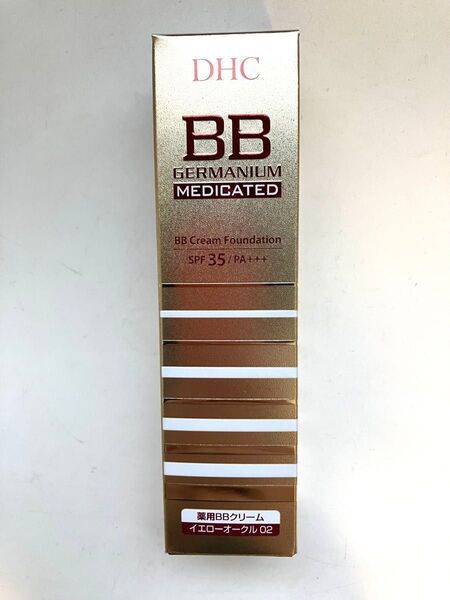 DHC
BB
GERMANIUM
MEDICATED
BB Cream Foundation
SPF 35/PA+++
薬用BBクリーム
イエローオークル 02